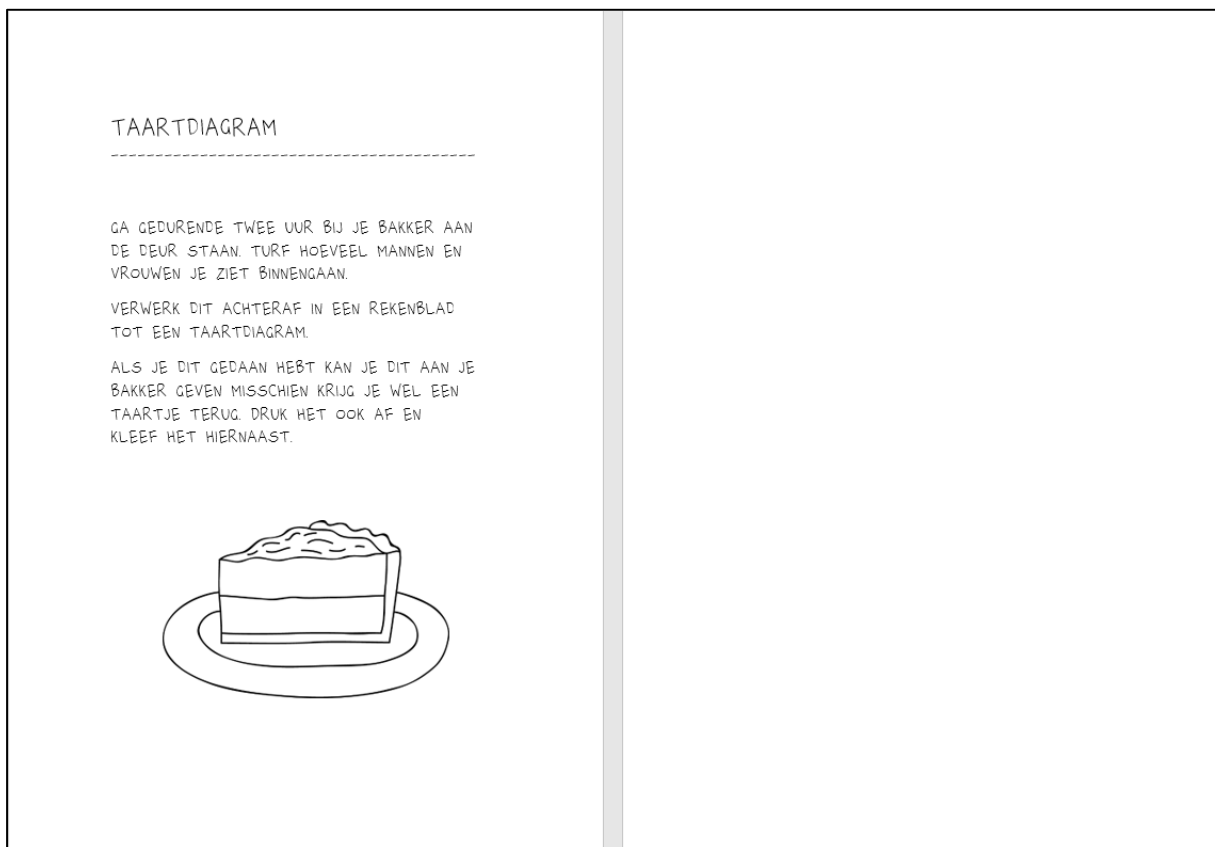 TAARTDIAGRAM
GA GEDURENDE TWEE UUR BIJ JE BAKKER AAN
DE DEUR STAAN. TURF HOEVEEL MANNEN EN
VROUWEN JE ZIET BINNENGAAN.
VERWERK DIT ACHTERAF IN EEN REKENBLAD
TOT EEN TAARTDIAGRAM.
ALS JE DIT GEDAAN HEBT KAN JE DIT AAN JE
BAKKER GEVEN MISSCHIEN KRIJG JE WEL EEN
TAARTJE TERUG. DRUK HET OOK AF EN
KLEEF HET HIERNAAST.